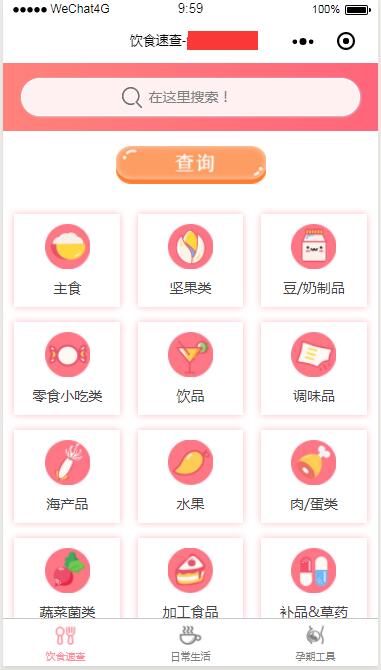 WeChat4G 9:59 100%
饮食速查-
在这里搜索！
查询
主食 坚果类 豆/奶制品
零食小吃类 饮品 调味品
海产品 水果 肉/蛋类
蔬菜菌类 加工食品 补品&草药
饮食速查 日常生活 孕期工具